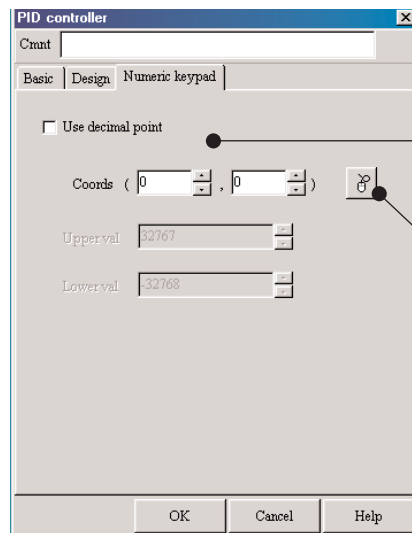 PID controller
Cmnt
Basic Design Numeric keypad
Use decimal point
Coords ( 0 , 0 )
Upper val 32767
Lower val -32768
OK Cancel Help